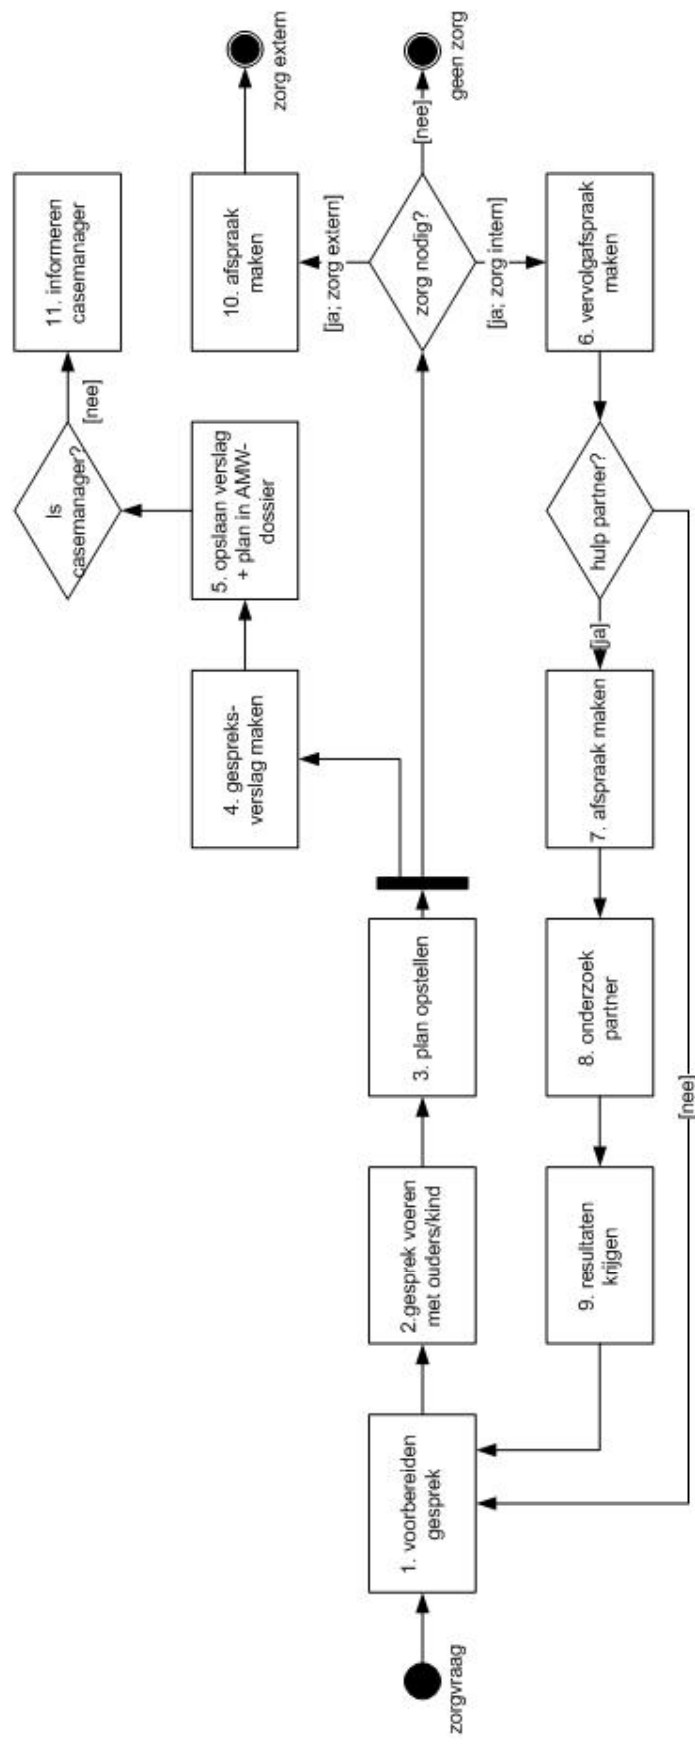 zorgvraag
1. voorbereiden
gesprek
2.gesprek voeren
met ouders/kind
3. plan opstellen
4. gespreks-
verslag maken
5. opslaan verslag
+ plan in AMW-
dossier
Is
casemanager?
[nee]
11. informeren
casemanager
zorg nodig?
[ja; zorg extern]
10. afspraak
maken
zorg extern
[nee]
geen zorg
[ja; zorg intern]
6. vervolgafspraak
maken
hulp partner?
[ja]
7. afspraak maken
8. onderzoek
partner
9. resultaten
krijgen
[nee]